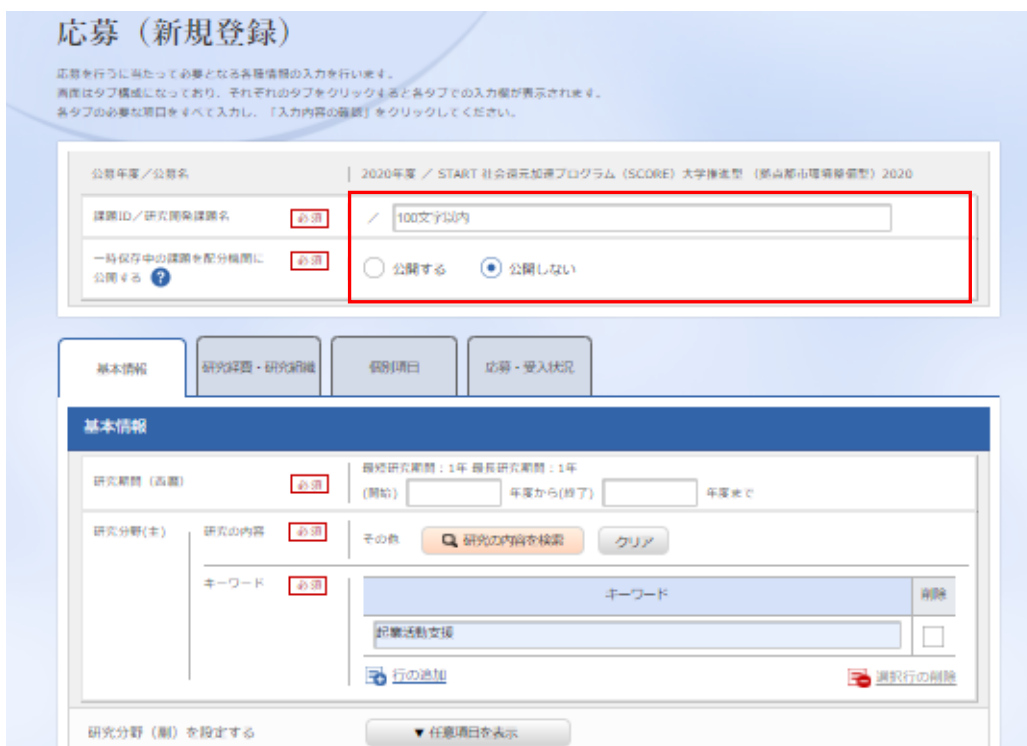 応募（新規登録）
応募を行うに当たって必要となる各種情報の入力を行います。
画面はタブ構成になっており、それぞれのタブをクリックすると各タブでの入力欄が表示されます。
各タブの必要な項目をすべて入力し、「入力内容の確認」をクリックしてください。
公募年度／公募名 2020年度 ／ START 社会還元加速プログラム（SCORE）大学推進型 （拠点都市環境整備型）2020
課題ID／研究開発課題名 必須 ／ 100文字以内
一時保存中の課題を配分機関に 必須 公開する 公開しない
公開する ?
基本情報 研究経費・研究組織 個別項目 応募・受入状況
基本情報
最短研究期間：1年 最長研究期間：1年
研究期間（西暦） 必須 (開始) 年度から(終了) 年度まで
研究分野(主) 研究の内容 必須 その他 研究の内容を検索 クリア
キーワード 必須 キーワード 削除
起業活動支援
行の追加 選択行の削除
研究分野（副）を設定する ▼ 任意項目を表示